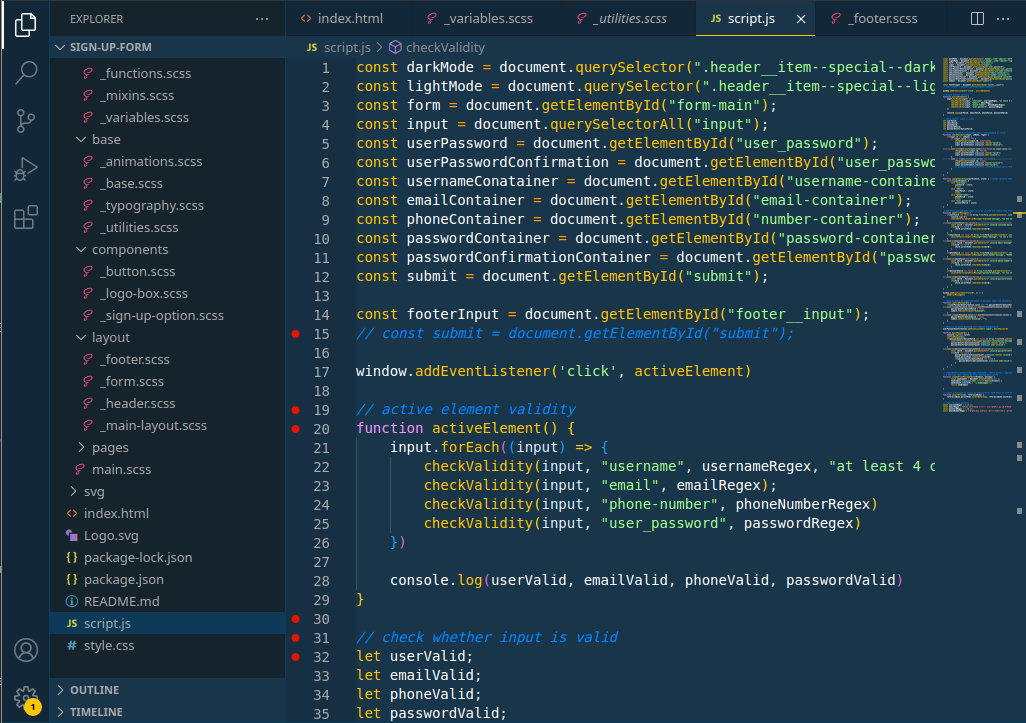 EXPLORER ···
SIGN-UP-FORM
_functions.scss
_mixins.scss
_variables.scss
base
_animations.scss
_base.scss
_typography.scss
_utilities.scss
components
_button.scss
_logo-box.scss
_sign-up-option.scss
layout
_footer.scss
_form.scss
_header.scss
_main-layout.scss
pages
main.scss
svg
<> index.html
Logo.svg
{} package-lock.json
{} package.json
README.md
JS script.js
# style.css
OUTLINE
TIMELINE
1
<> index.html _variables.scss _utilities.scss JS script.js × _footer.scss ···
JS script.js > checkValidity
1 const darkMode = document.querySelector(".header__item--special--dark
2 const lightMode = document.querySelector(".header__item--special--lig
3 const form = document.getElementById("form-main");
4 const input = document.querySelectorAll("input");
5 const userPassword = document.getElementById("user_password");
6 const userPasswordConfirmation = document.getElementById("user_passwo
7 const usernameConatainer = document.getElementById("username-containe
8 const emailContainer = document.getElementById("email-container");
9 const phoneContainer = document.getElementById("number-container");
10 const passwordContainer = document.getElementById("password-container
11 const passwordConfirmationContainer = document.getElementById("passwo
12 const submit = document.getElementById("submit");
13
14 const footerInput = document.getElementById("footer__input");
15 // const submit = document.getElementById("submit");
16
17 window.addEventListener('click', activeElement)
18
19 // active element validity
20 function activeElement() {
21 input.forEach((input) => {
22 checkValidity(input, "username", usernameRegex, "at least 4 c
23 checkValidity(input, "email", emailRegex);
24 checkValidity(input, "phone-number", phoneNumberRegex)
25 checkValidity(input, "user_password", passwordRegex)
26 })
27
28 console.log(userValid, emailValid, phoneValid, passwordValid)
29 }
30
31 // check whether input is valid
32 let userValid;
33 let emailValid;
34 let phoneValid;
35 let passwordValid;